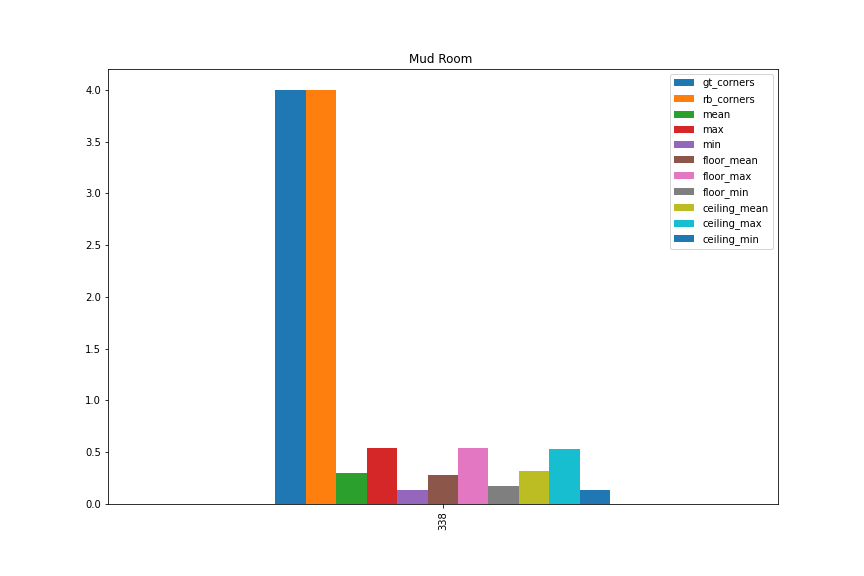 Mud Room
4.0
3.5
3.0
2.5
2.0
1.5
1.0
0.5
0.0
338
gt_corners
rb_corners
mean
max
min
floor_mean
floor_max
floor_min
ceiling_mean
ceiling_max
ceiling_min